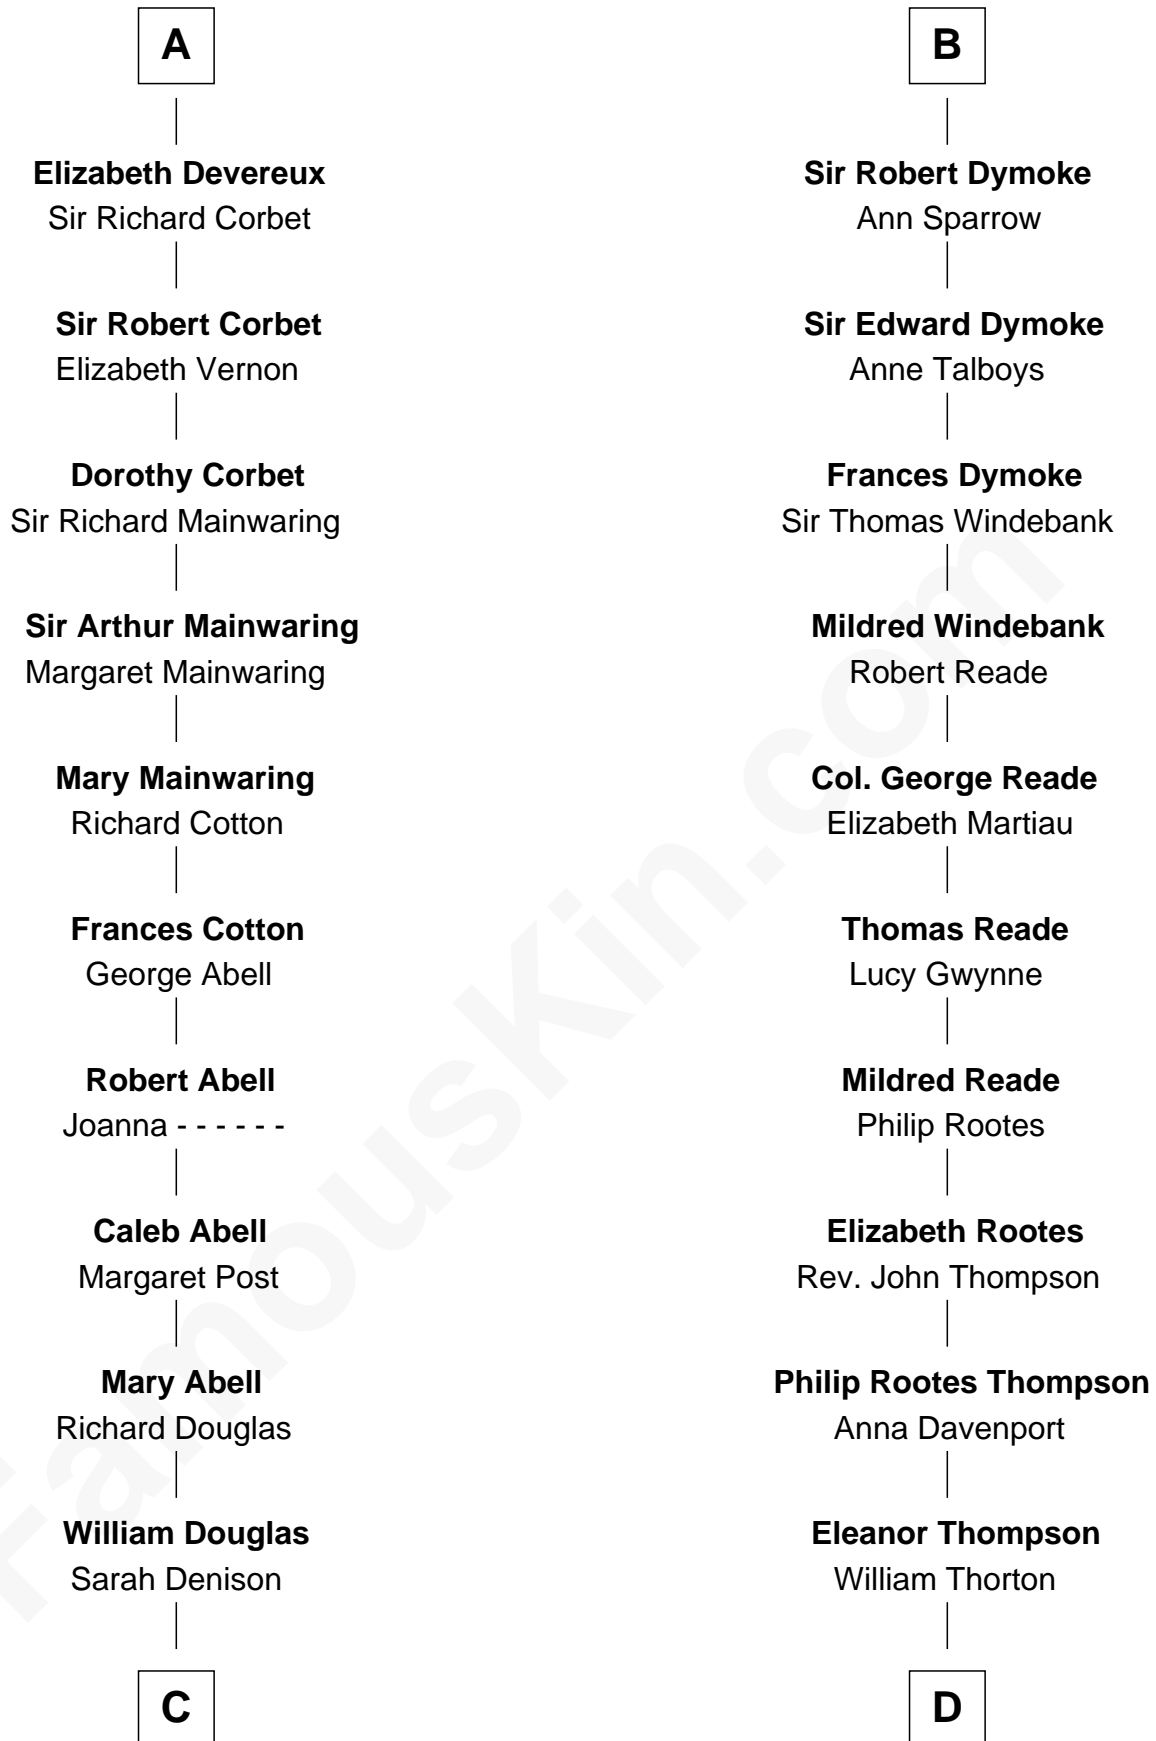 A
Elizabeth Devereux
Sir Richard Corbet
Sir Robert Corbet
Elizabeth Vernon
Dorothy Corbet
Sir Richard Mainwaring
Sir Arthur Mainwaring
Margaret Mainwaring
Mary Mainwaring
Richard Cotton
Frances Cotton
George Abell
Robert Abell
Joanna - - - - - -
Caleb Abell
Margaret Post
Mary Abell
Richard Douglas
William Douglas
Sarah Denison
C
B
Sir Robert Dymoke
Ann Sparrow
Sir Edward Dymoke
Anne Talboys
Frances Dymoke
Sir Thomas Windebank
Mildred Windebank
Robert Reade
Col. George Reade
Elizabeth Martiau
Thomas Reade
Lucy Gwynne
Mildred Reade
Philip Rootes
Elizabeth Rootes
Rev. John Thompson
Philip Rootes Thompson
Anna Davenport
Eleanor Thompson
William Thorton
D
FamousKin.com